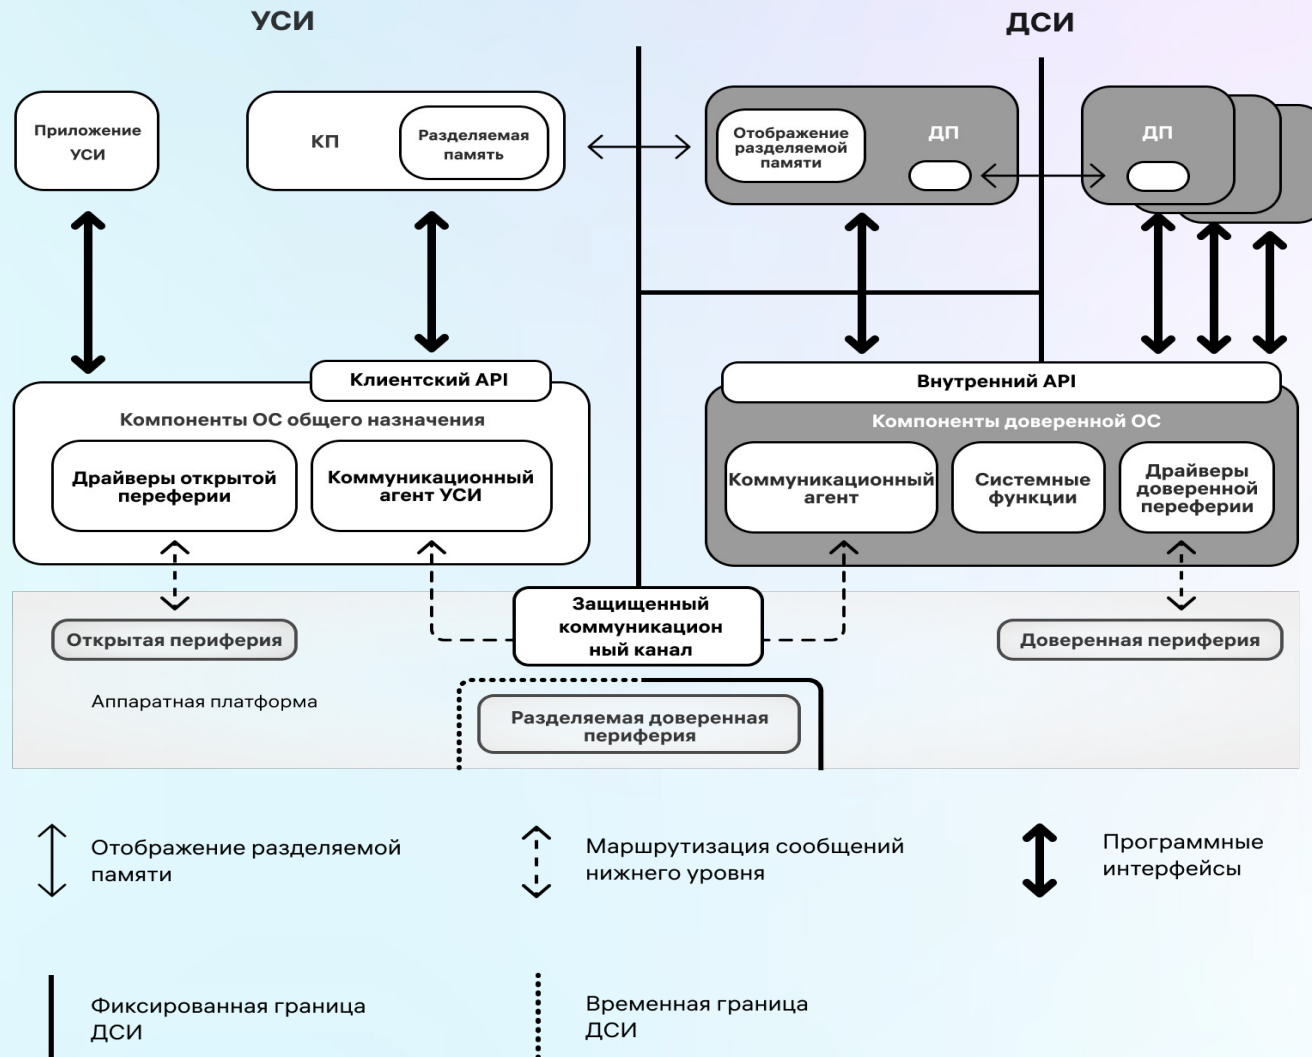 УСИ
ДСИ
Приложение
УСИ
КП
Разделяемая
память
Отображение
разделяемой
памяти
ДП
ДП
Клиентский API
Компоненты ОС общего назначения
Драйверы открытой
переферии
Коммуникационный
агент УСИ
Внутренний API
Компоненты доверенной ОС
Коммуникационный
агент
Системные
функции
Драйверы
доверенной
переферии
Защищенный
коммуникацион
ный канал
Открытая периферия
Доверенная периферия
Аппаратная платформа
Разделяемая доверенная
периферия
Отображение разделяемой
памяти
Маршрутизация сообщений
нижнего уровня
Программные
интерфейсы
Фиксированная граница
ДСИ
Временная граница
ДСИ